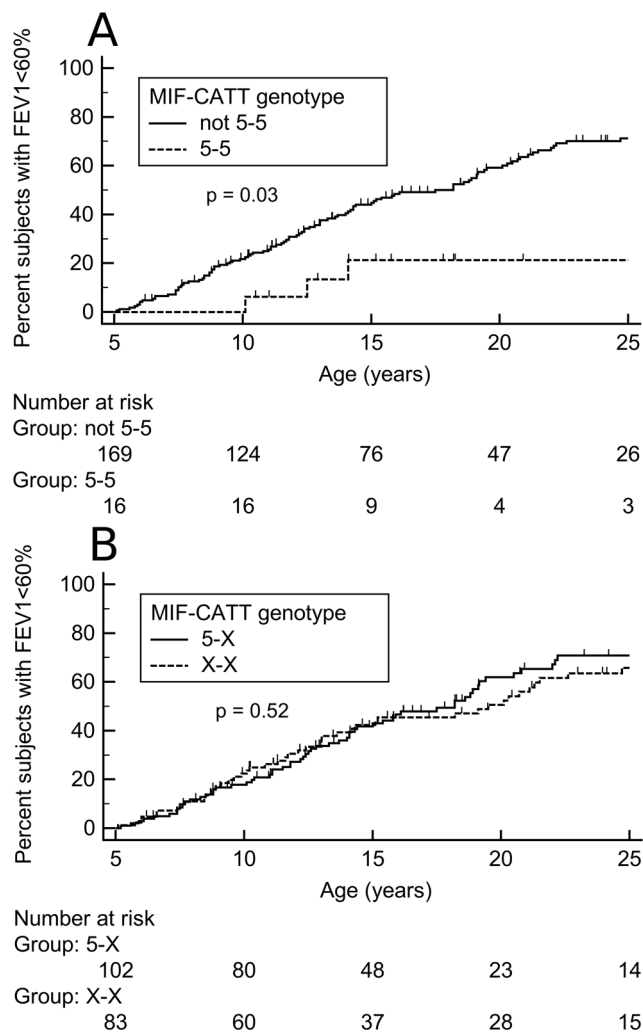 A
Percent subjects with FEV1<60%
100
80
60
40
20
0
MIF-CATT genotype
not 5-5
5-5
p = 0.03
5 10 15 20 25
Age (years)
Number at risk
Group: not 5-5
169 124 76 47 26
Group: 5-5
16 16 9 4 3
B
Percent subjects with FEV1<60%
100
80
60
40
20
0
MIF-CATT genotype
5-X
X-X
p = 0.52
5 10 15 20 25
Age (years)
Number at risk
Group: 5-X
102 80 48 23 14
Group: X-X
83 60 37 28 15